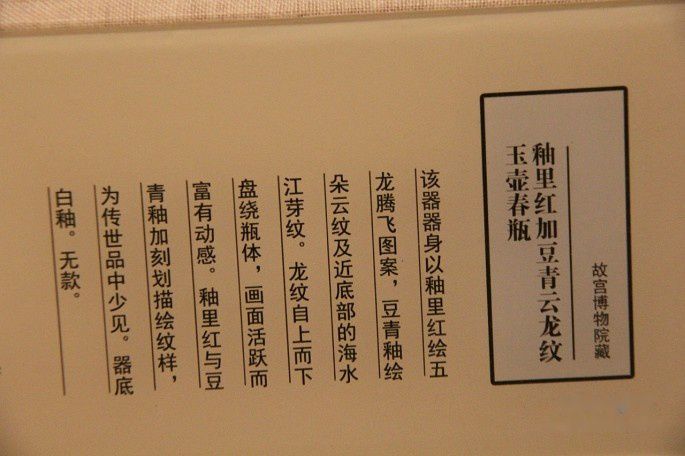 故宫博物院藏
釉里红加豆青云龙纹
玉壶春瓶
该器器身以釉里红绘五
龙腾飞图案，豆青釉绘
朵云纹及近底部的海水
江芽纹。龙纹自上而下
盘绕瓶体，画面活跃而
富有动感。釉里红与豆
青釉加刻划描绘纹样，
为传世品中少见。器底
白釉。无款。